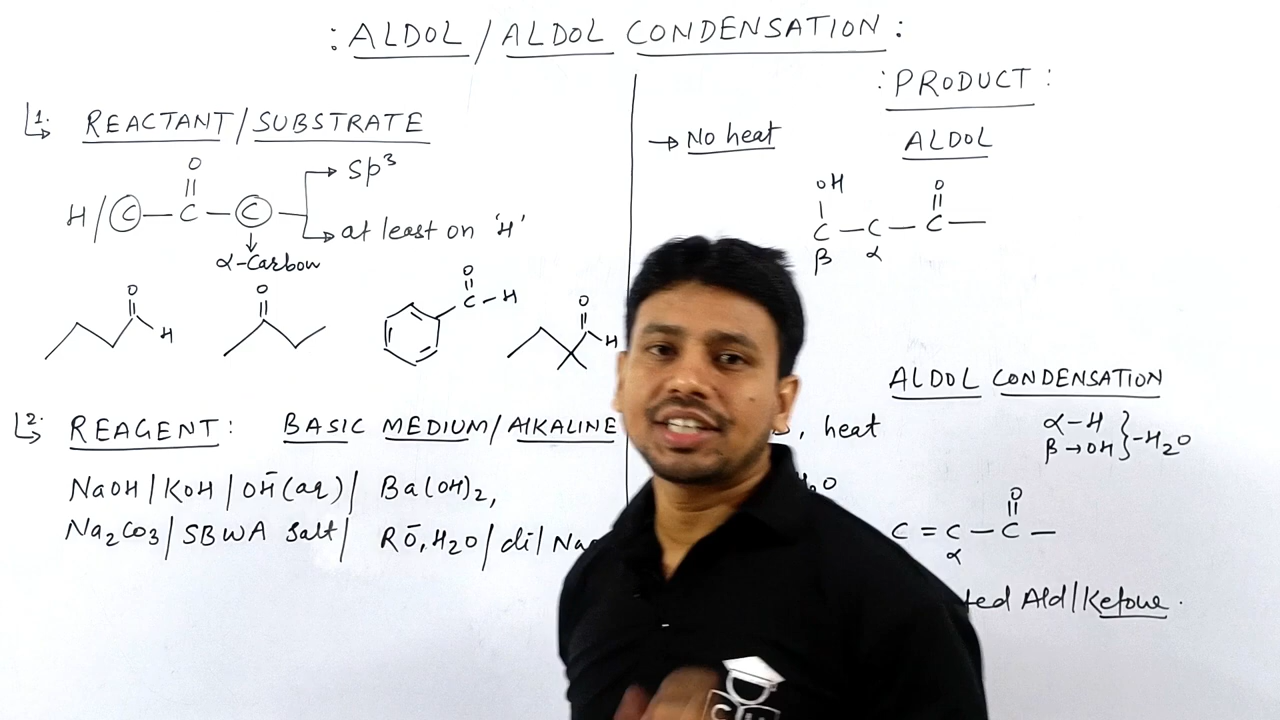 : ALDOL / ALDOL CONDENSATION :
1. REACTANT / SUBSTRATE
O
H / C — C — C → sp³
→ at least on 'H'
α-Carbon
O
H
O
O
C – H
O
H
2. REAGENT : BASIC MEDIUM / AlKALINE
NaOH / KOH / OH̄ (aq) / Ba(OH)₂,
Na₂Co₃ / SBWA Salt / RŌ, H₂O / dil Na
: PRODUCT :
→ No heat
ALDOL
OH O
C — C — C —
β α
ALDOL CONDENSATION
, heat
α – H
β → OH } -H₂O
O
C = C — C —
α
Ald / Ketone.